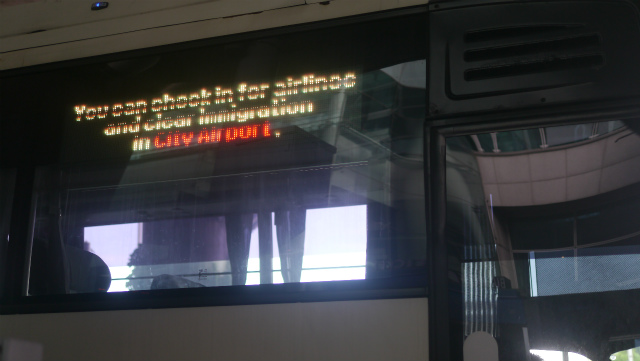 You can check in for airlines
and clear immigration
in City Airport.